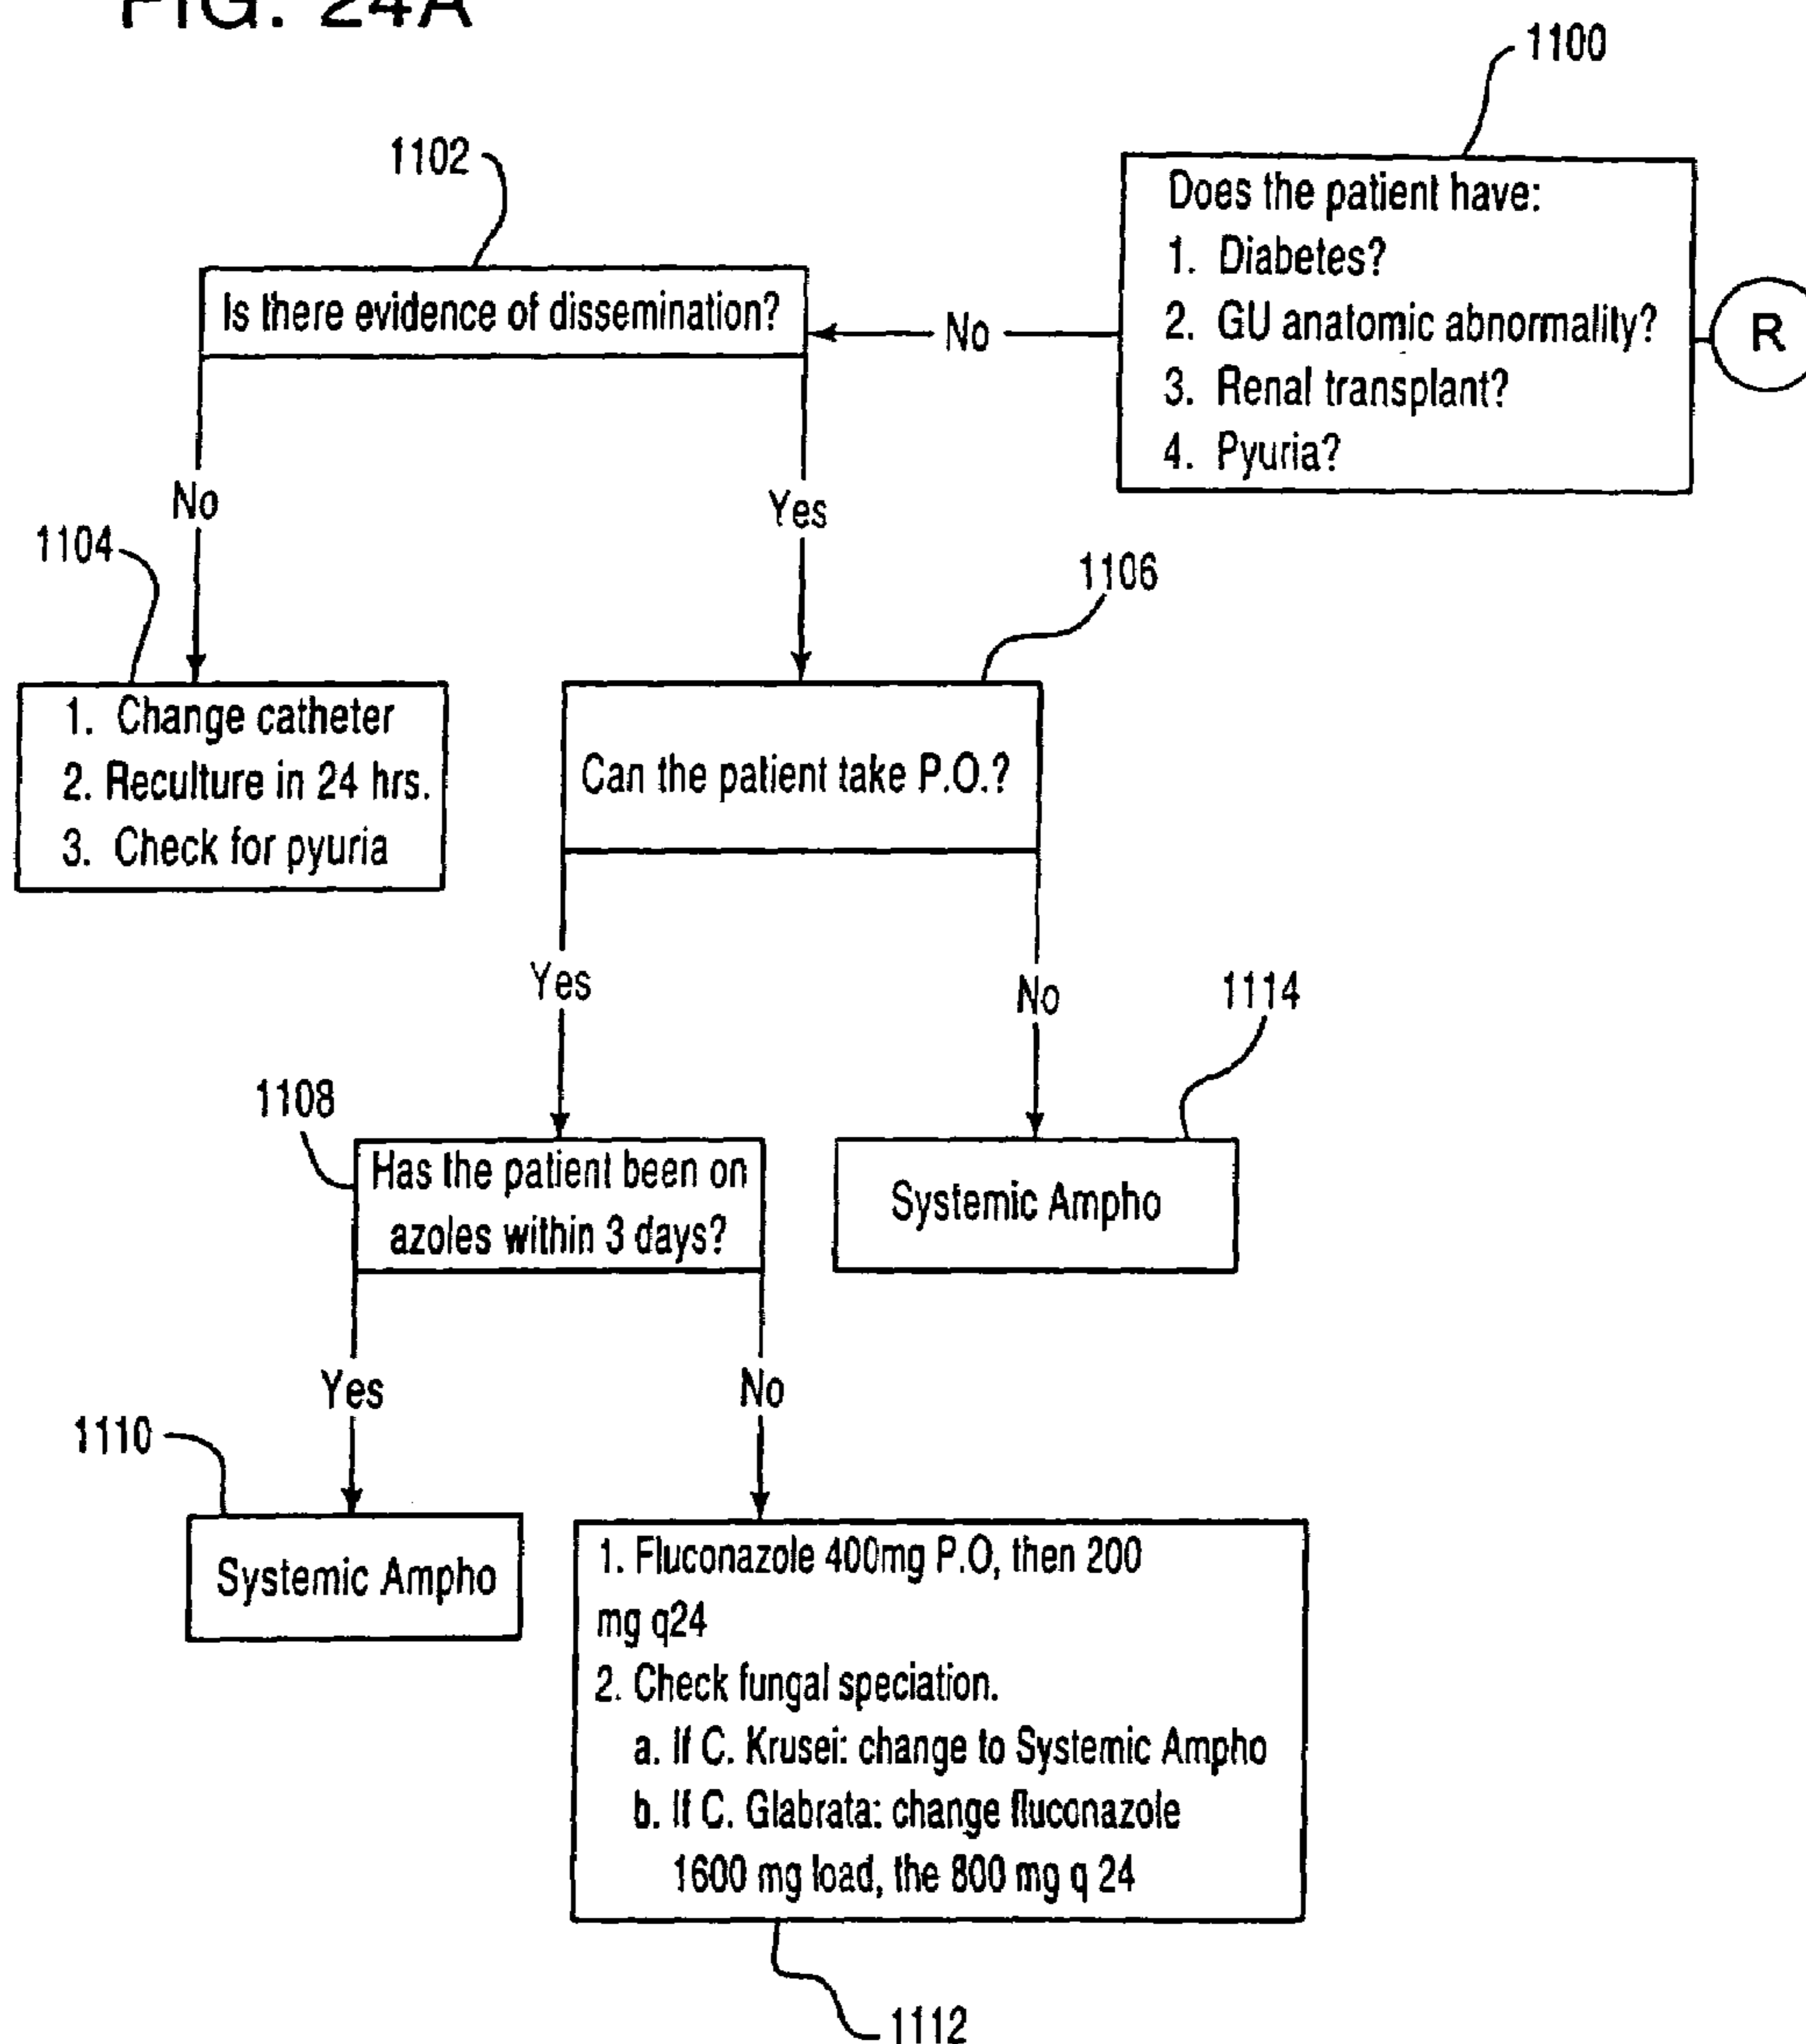 FIG. 24A
1100
Does the patient have:
1. Diabetes?
2. GU anatomic abnormality?
3. Renal transplant?
4. Pyuria?
R
No
1102
Is there evidence of dissemination?
No
Yes
1104
1. Change catheter
2. Reculture in 24 hrs.
3. Check for pyuria
1106
Can the patient take P.O.?
Yes
No
1108
Has the patient been on
azoles within 3 days?
1114
Systemic Ampho
Yes
No
1110
Systemic Ampho
1. Fluconazole 400mg P.O, then 200
mg q24
2. Check fungal speciation.
a. If C. Krusei: change to Systemic Ampho
b. If C. Glabrata: change fluconazole
1600 mg load, the 800 mg q 24
1112